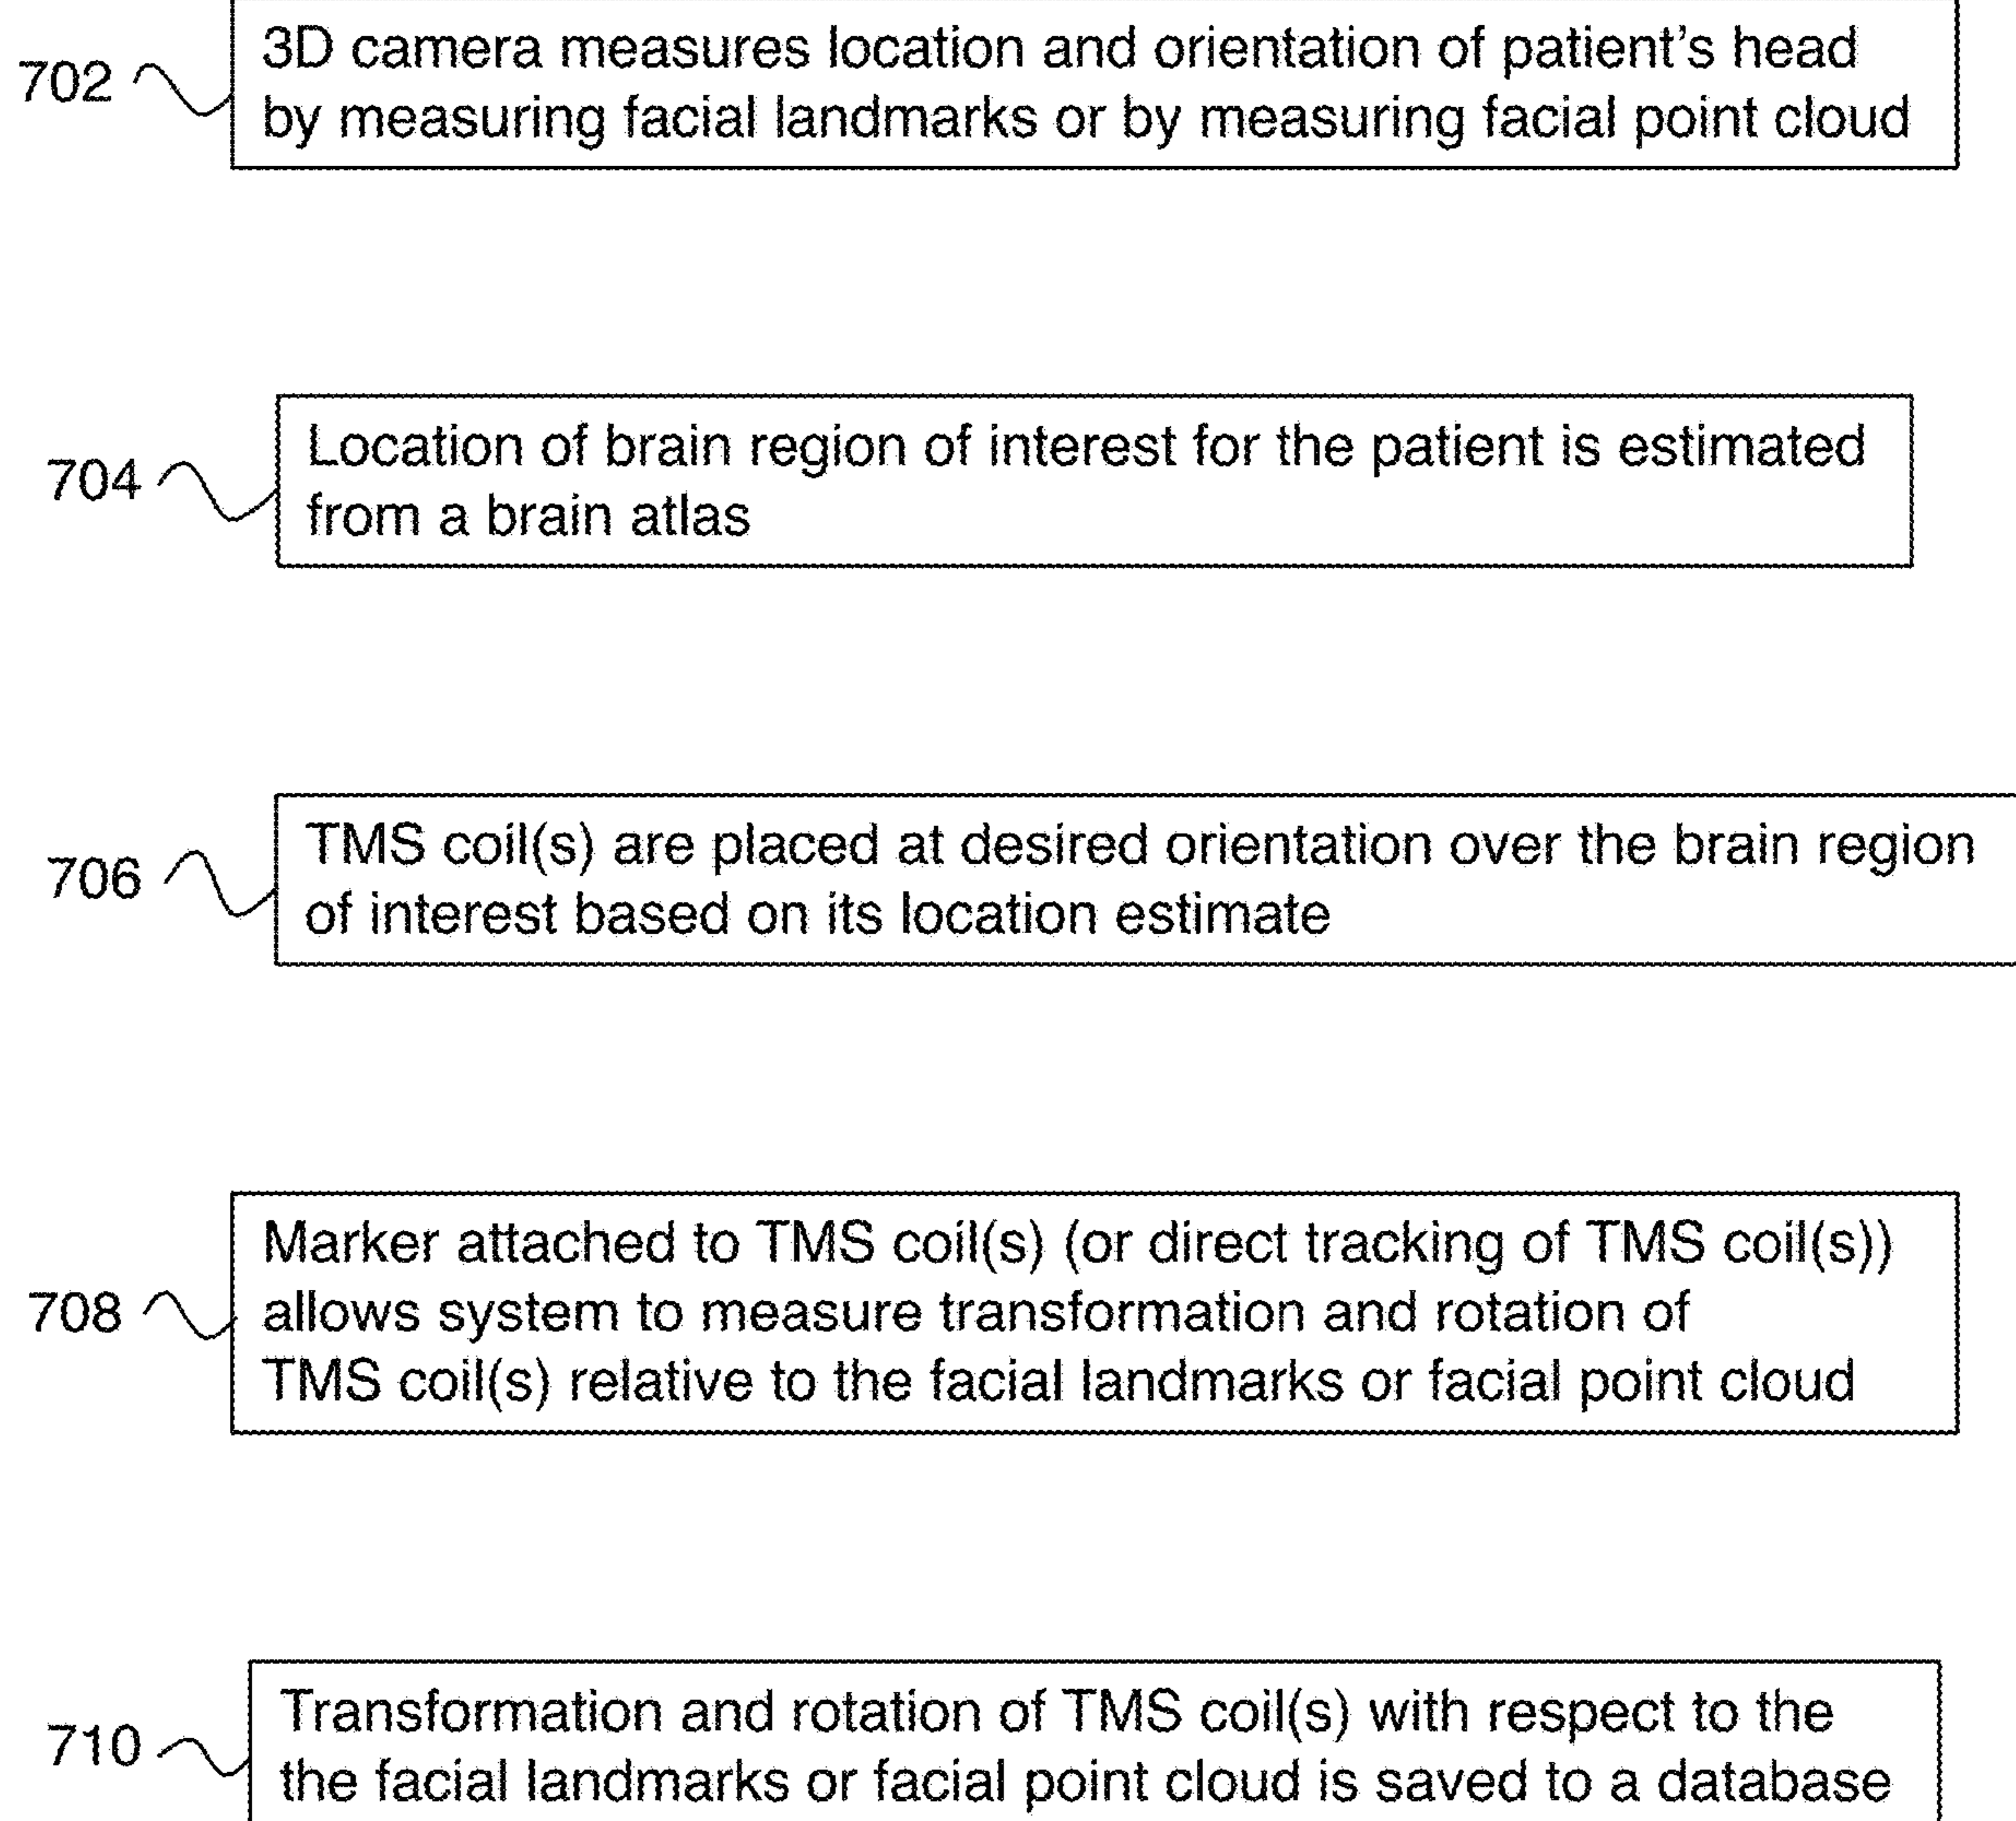 702
3D camera measures location and orientation of patient's head
by measuring facial landmarks or by measuring facial point cloud
704
Location of brain region of interest for the patient is estimated
from a brain atlas
706
TMS coil(s) are placed at desired orientation over the brain region
of interest based on its location estimate
708
Marker attached to TMS coil(s) (or direct tracking of TMS coil(s))
allows system to measure transformation and rotation of
TMS coil(s) relative to the facial landmarks or facial point cloud
710
Transformation and rotation of TMS coil(s) with respect to the
the facial landmarks or facial point cloud is saved to a database